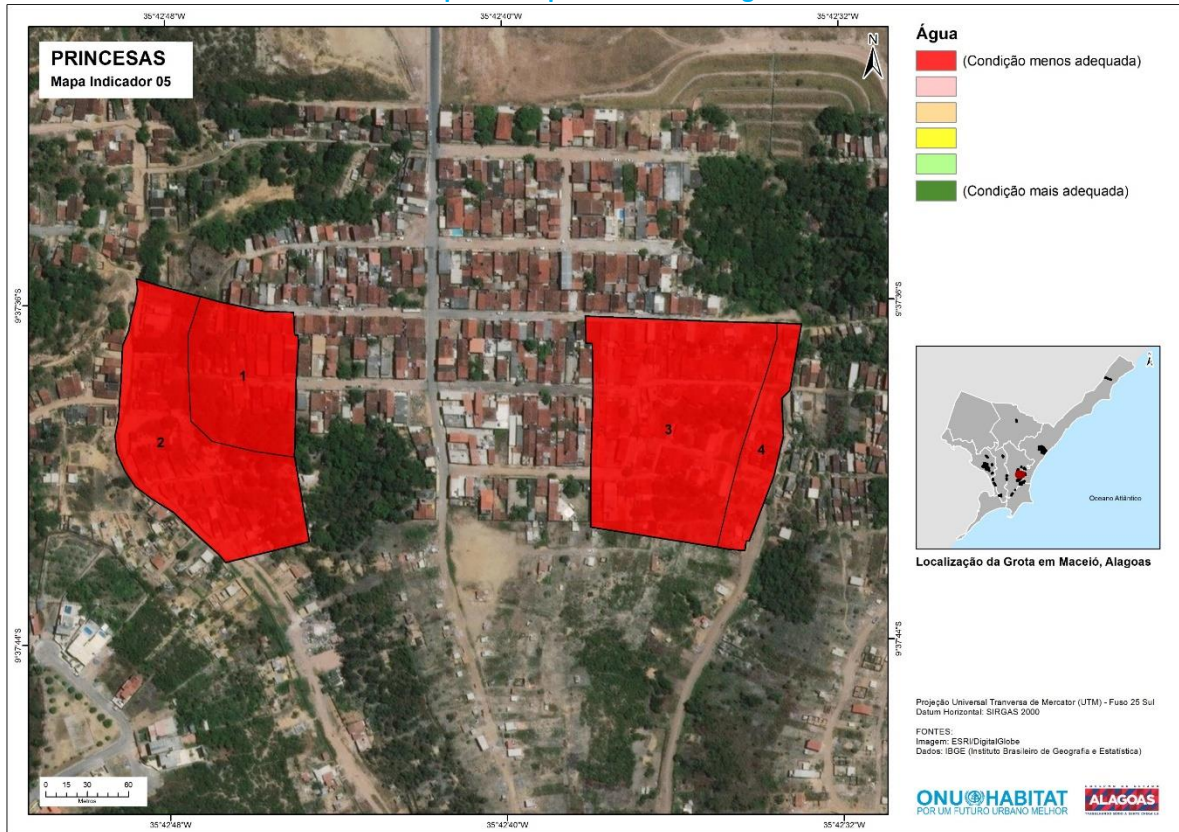 35°42'48"W
35°42'40"W
35°42'32"W
PRINCESAS
Mapa Indicador 05
N
Água
(Condição menos adequada)
(Condição mais adequada)
9°37'36"S
9°37'36"S
1
2
3
4
Oceano Atlântico
Localização da Grota em Maceió, Alagoas
9°37'44"S
9°37'44"S
Projeção Universal Tranversa de Mercator (UTM) - Fuso 25 Sul
Datum Horizontal: SIRGAS 2000
FONTES:
Imagem: ESRI/DigitalGlobe
Dados: IBGE (Instituto Brasileiro de Geografia e Estatística)
0 15 30 60
Metros
ONU HABITAT
POR UM FUTURO URBANO MELHOR
ALAGOAS
35°42'48"W
35°42'40"W
35°42'32"W